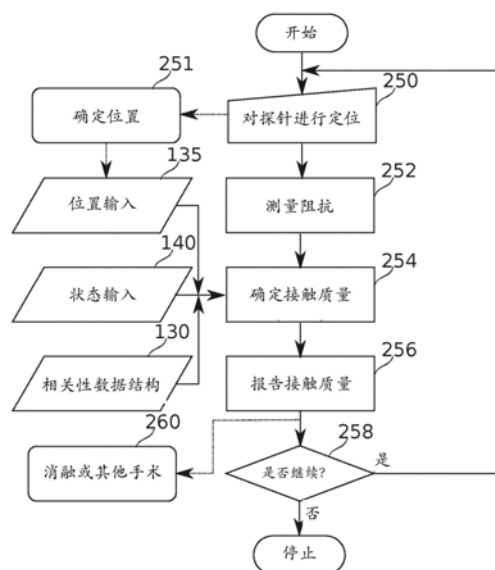 开始
251
250
确定位置
对探针进行定位
135
252
位置输入
测量阻抗
140
254
状态输入
确定接触质量
130
256
相关性数据结构
报告接触质量
260
258
消融或其他手术
是否继续?
是
否
停止